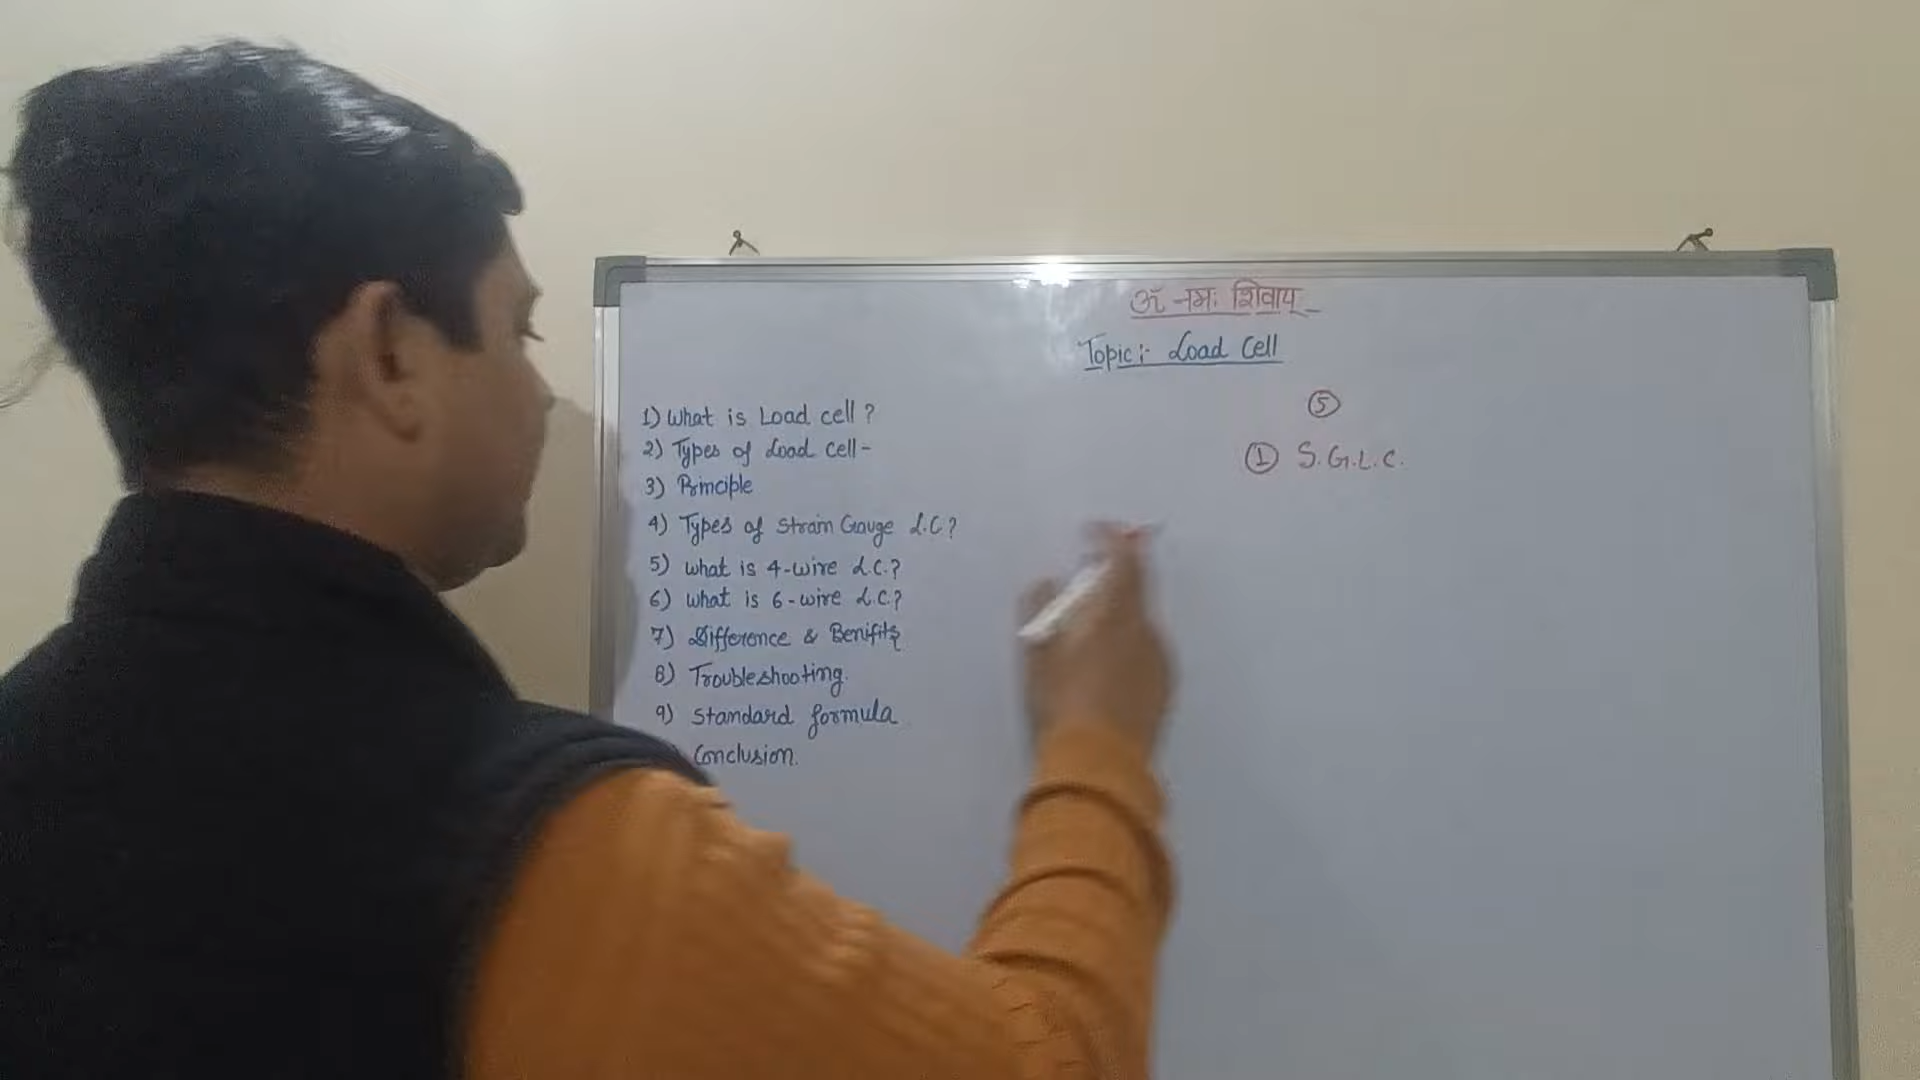 ॐ नमः शिवाय
Topic:- Load Cell
1) What is Load cell?
2) Types of Load cell-
3) Principle
4) Types of Strain Gauge L.C.?
5) What is 4-wire L.C.?
6) What is 6-wire L.C.?
7) Difference & Benifits
8) Troubleshooting.
9) Standard formula
Conclusion.
⑤
① S.G.L.C.